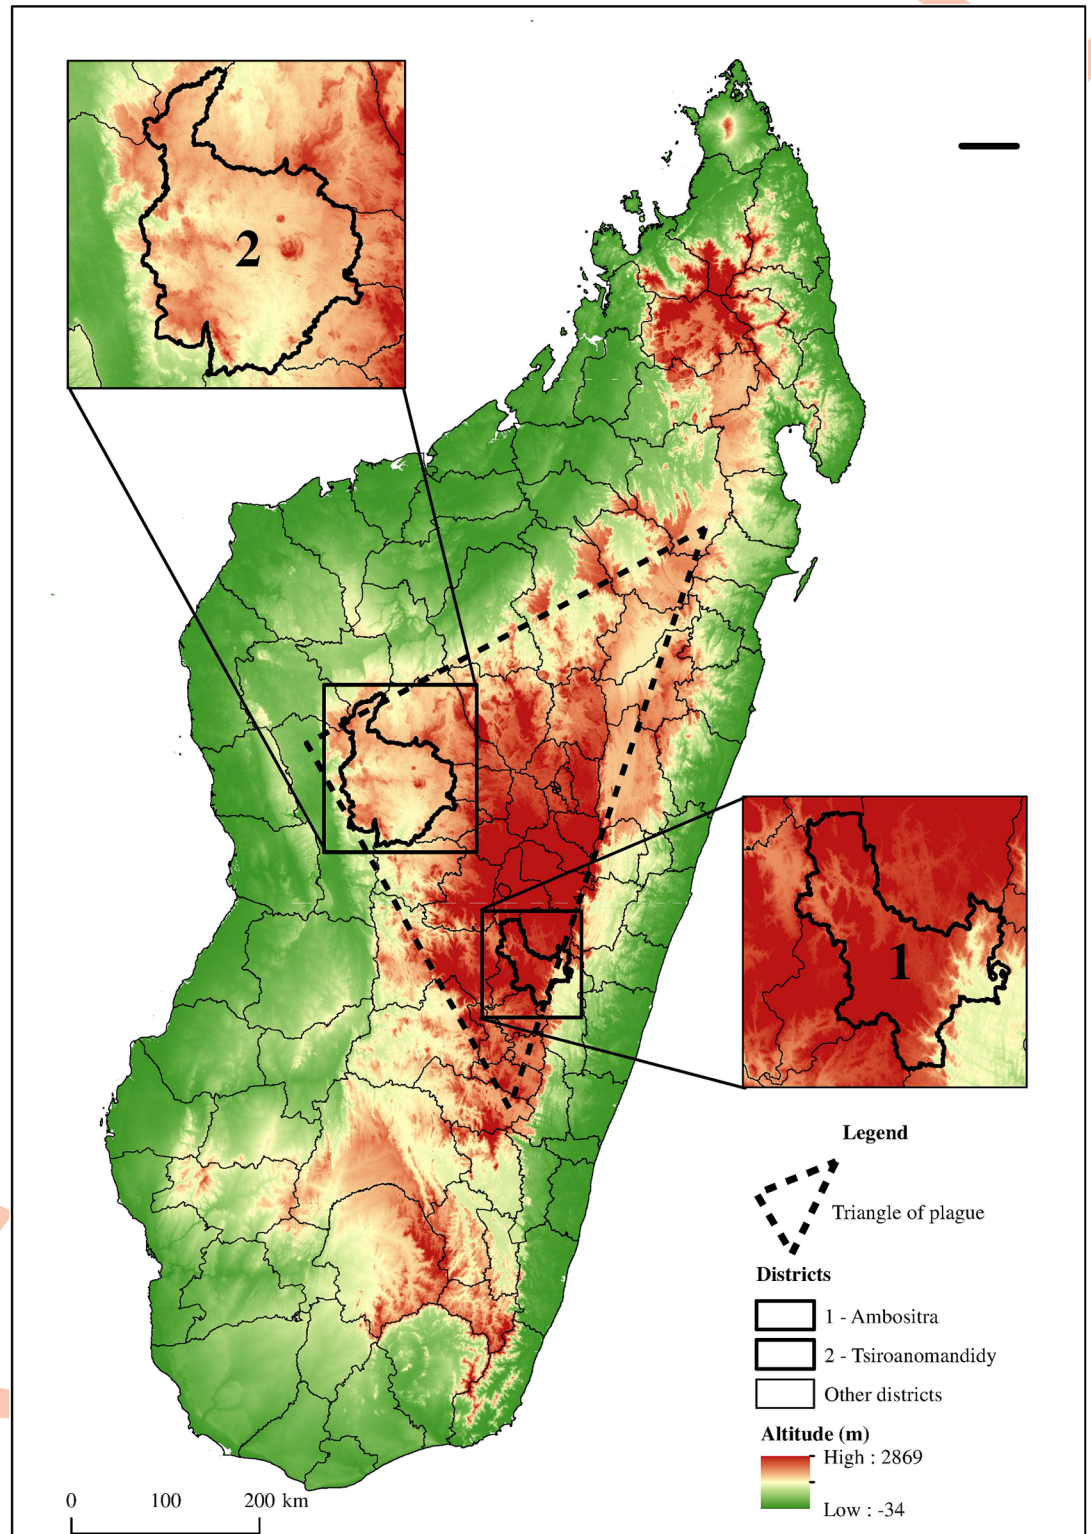 2
1
Legend
Triangle of plague
Districts
1 - Ambositra
2 - Tsiroanomandidy
Other districts
Altitude (m)
High : 2869
Low : -34
0 100 200 km